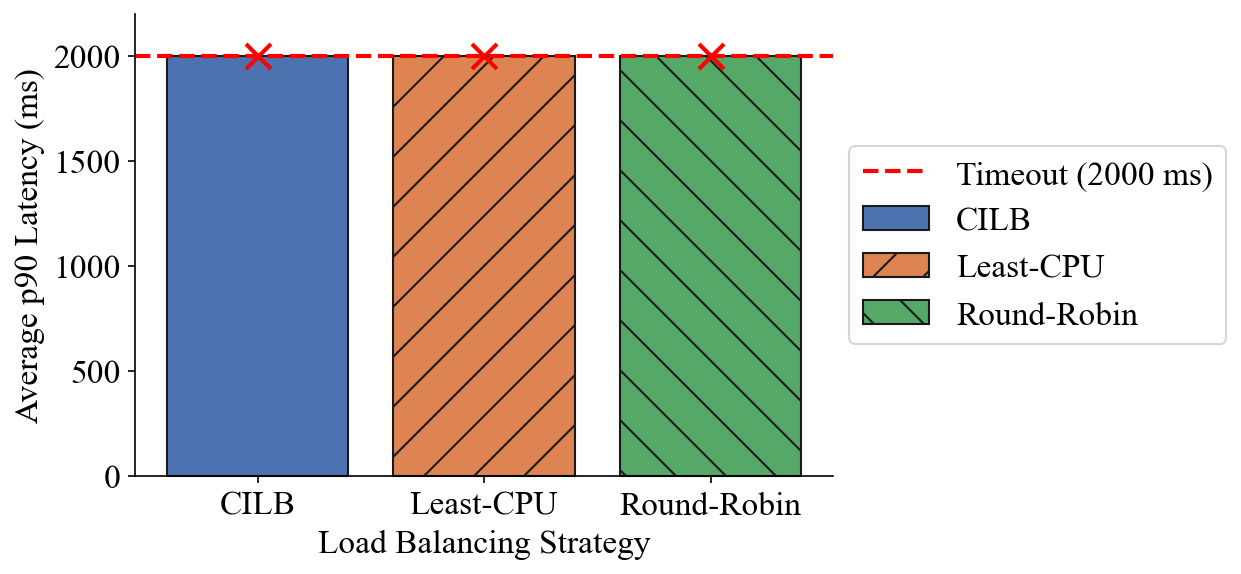 Average p90 Latency (ms)
2000
1500
1000
500
0
CILB
Least-CPU
Round-Robin
Load Balancing Strategy
Timeout (2000 ms)
CILB
Least-CPU
Round-Robin